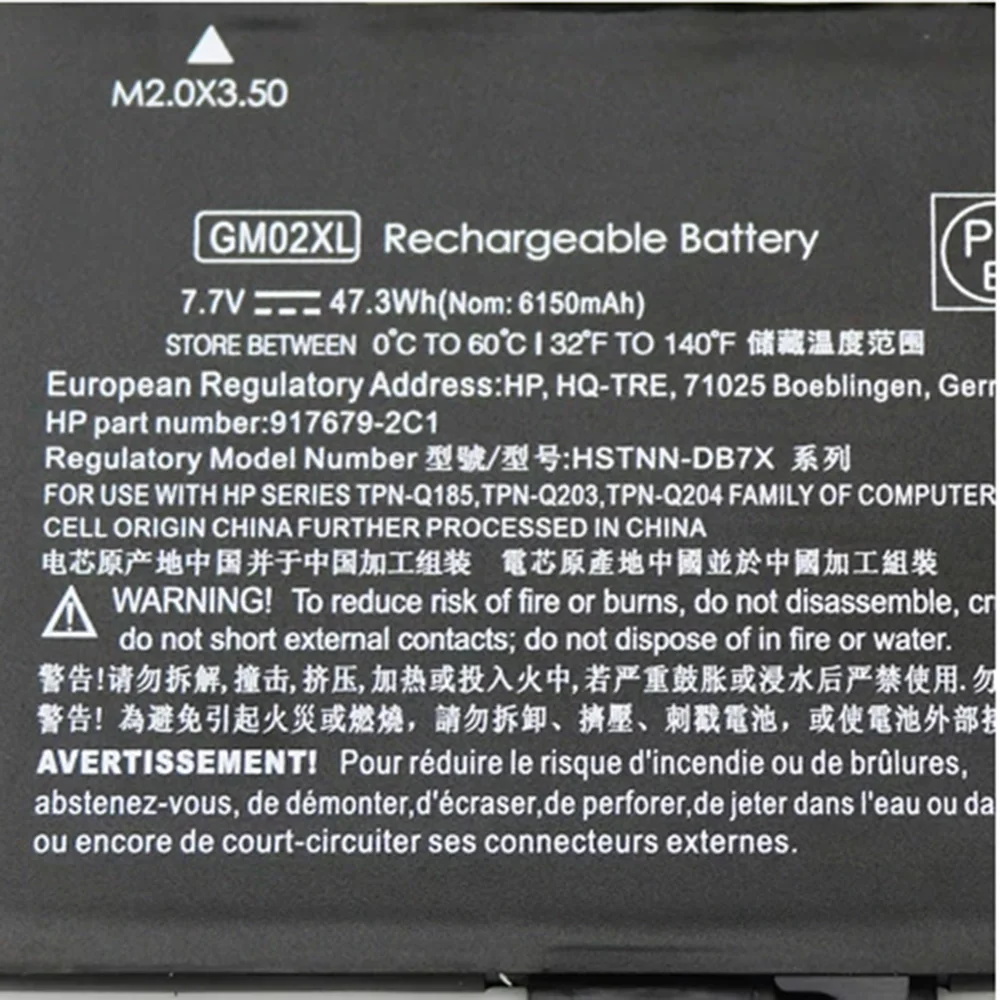 M2.0X3.50
GM02XL Rechargeable Battery
7.7V 47.3Wh(Nom: 6150mAh)
STORE BETWEEN 0°C TO 60°C | 32°F TO 140°F 储藏温度范围
European Regulatory Address:HP, HQ-TRE, 71025 Boeblingen, Ger
HP part number:917679-2C1
Regulatory Model Number 型號/型号:HSTNN-DB7X 系列
FOR USE WITH HP SERIES TPN-Q185,TPN-Q203,TPN-Q204 FAMILY OF COMPUTER
CELL ORIGIN CHINA FURTHER PROCESSED IN CHINA
电芯原产地中国并于中国加工组装 電芯原產地中國並於中國加工組裝
WARNING! To reduce risk of fire or burns, do not disassemble, cr
do not short external contacts; do not dispose of in fire or water.
警告!请勿拆解,撞击,挤压,加热或投入火中,若严重鼓胀或浸水后严禁使用.勿
警告! 為避免引起火災或燃燒，請勿拆卸、擠壓、刺戳電池，或使電池外部接
AVERTISSEMENT! Pour réduire le risque d'incendie ou de brûlures,
abstenez-vous, de démonter,d'écraser,de perforer,de jeter dans l'eau ou da
ou encore de court-circuiter ses connecteurs externes.